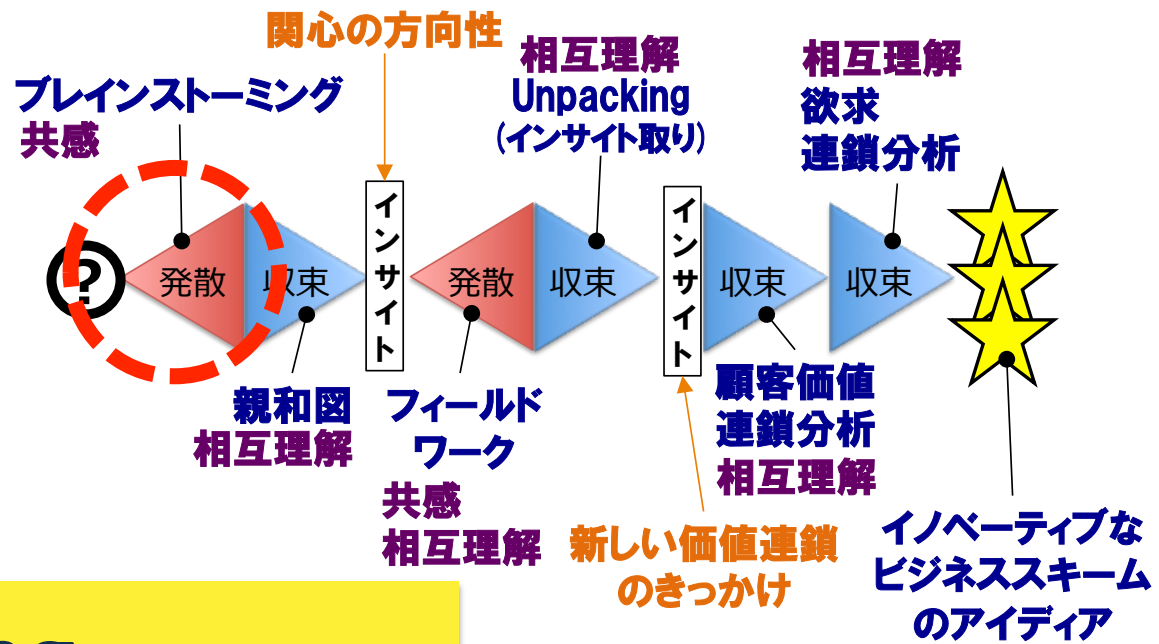 関心の方向性
ブレインストーミング
共感
相互理解
Unpacking
(インサイト取り)
相互理解
欲求
連鎖分析
?
発散
収束
インサイト
発散
収束
インサイト
収束
収束
親和図
相互理解
フィールド
ワーク
共感
相互理解
顧客価値
連鎖分析
相互理解
新しい価値連鎖
のきっかけ
イノベーティブな
ビジネススキーム
のアイディア